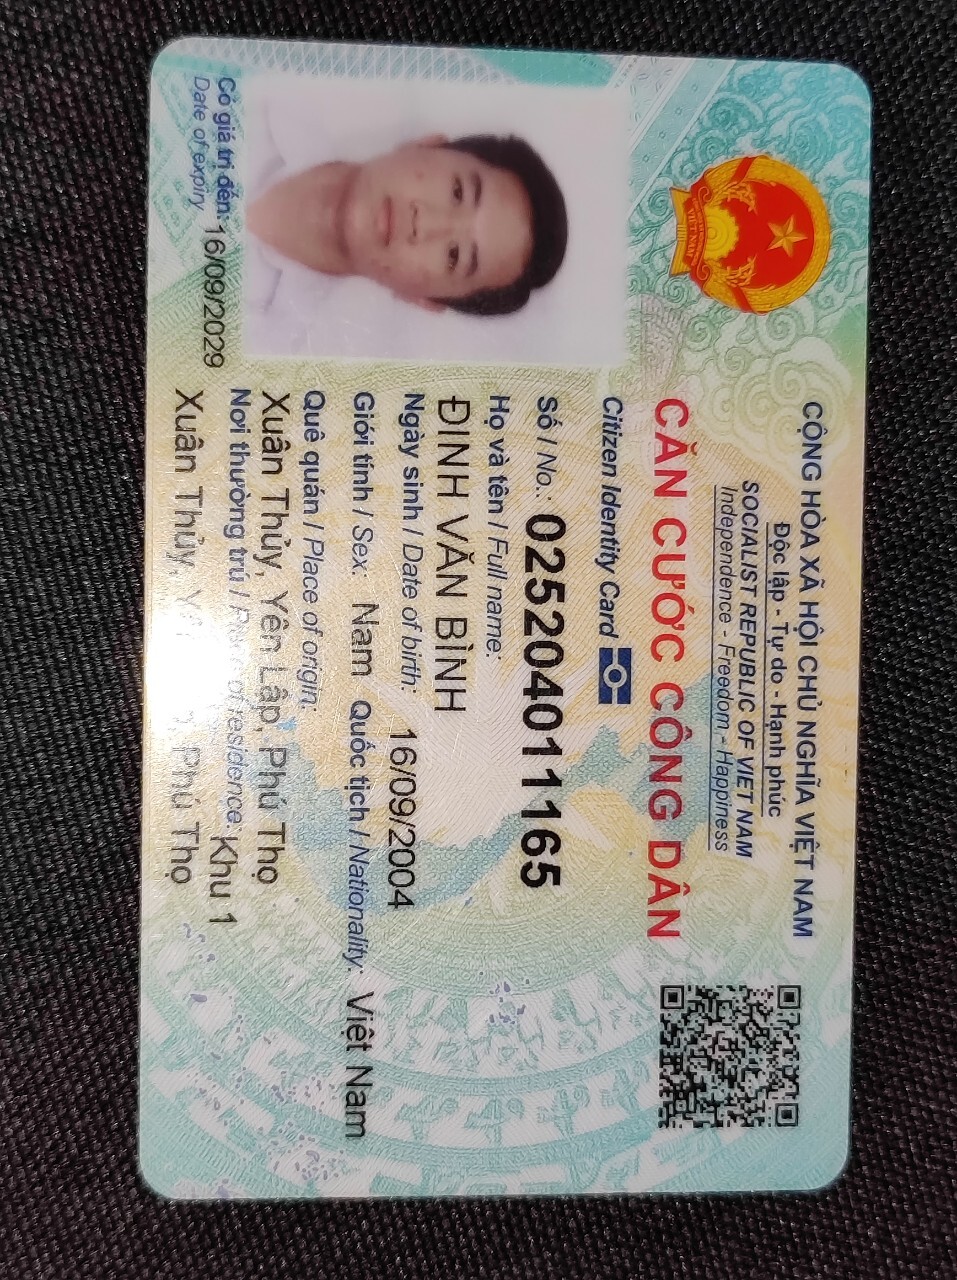 CỘNG HÒA XÃ HỘI CHỦ NGHĨA VIỆT NAM
Độc lập - Tự do - Hạnh phúc
SOCIALIST REPUBLIC OF VIET NAM
Independence - Freedom - Happiness
CĂN CƯỚC CÔNG DÂN
Citizen Identity Card
Số / No.: 025204011165
Họ và tên / Full name:
ĐINH VĂN BÌNH
Ngày sinh / Date of birth: 16/09/2004
Giới tính / Sex: Nam Quốc tịch / Nationality: Việt Nam
Quê quán / Place of origin:
Xuân Thủy, Yên Lập, Phú Thọ
Nơi thường trú / Place of residence: Khu 1
Xuân Thủy, Phú Thọ
Có giá trị đến: 16/09/2029
Date of expiry
VIỆT NAM